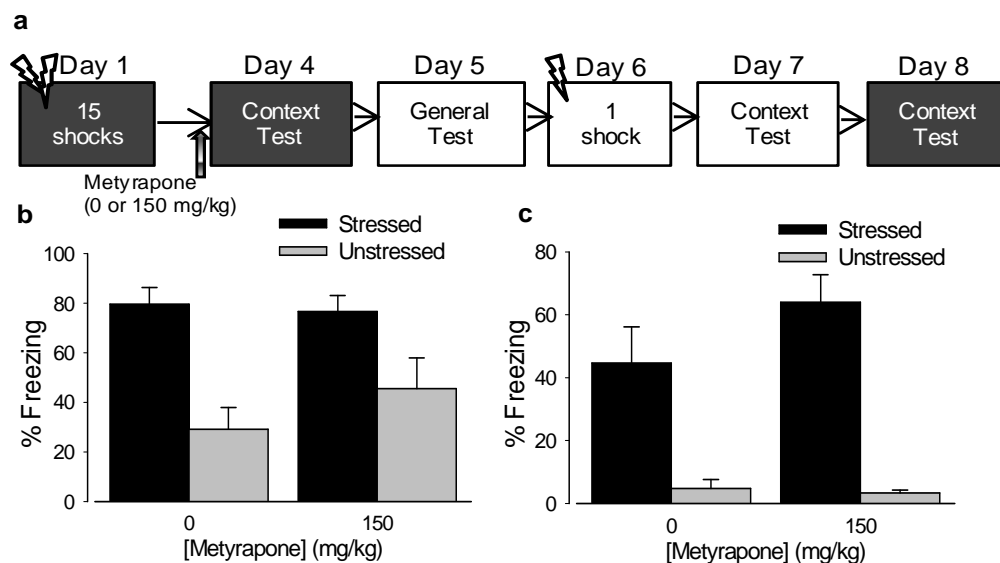 a
Day 1
Day 4
Day 5
Day 6
Day 7
Day 8
15
shocks
Context
Test
General
Test
1
shock
Context
Test
Context
Test
Metyrapone
(0 or 150 mg/kg)
b
Stressed
Unstressed
100
80
60
40
20
0
% Freezing
0
150
[Metyrapone] (mg/kg)
c
Stressed
Unstressed
80
60
40
20
0
% Freezing
0
150
[Metyrapone] (mg/kg)